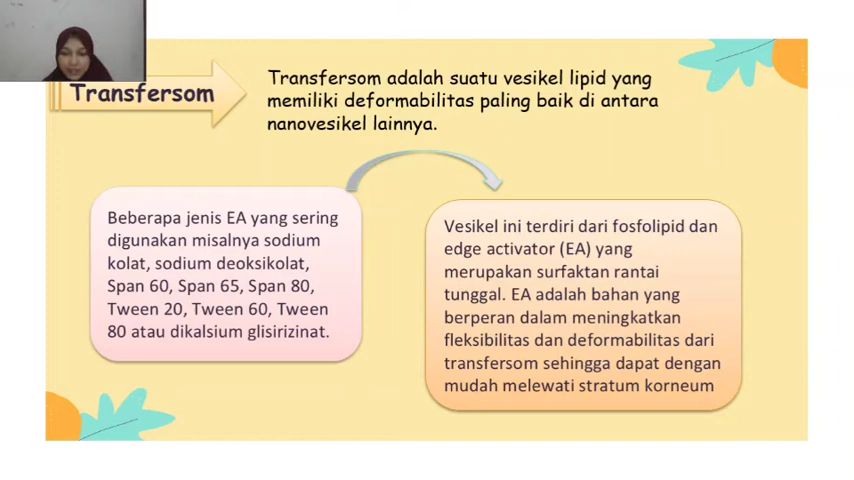 Transfersom
Transfersom adalah suatu vesikel lipid yang
memiliki deformabilitas paling baik di antara
nanovesikel lainnya.
Beberapa jenis EA yang sering
digunakan misalnya sodium
kolat, sodium deoksikolat,
Span 60, Span 65, Span 80,
Tween 20, Tween 60, Tween
80 atau dikalsium glisirizinat.
Vesikel ini terdiri dari fosfolipid dan
edge activator (EA) yang
merupakan surfaktan rantai
tunggal. EA adalah bahan yang
berperan dalam meningkatkan
fleksibilitas dan deformabilitas dari
transfersom sehingga dapat dengan
mudah melewati stratum korneum